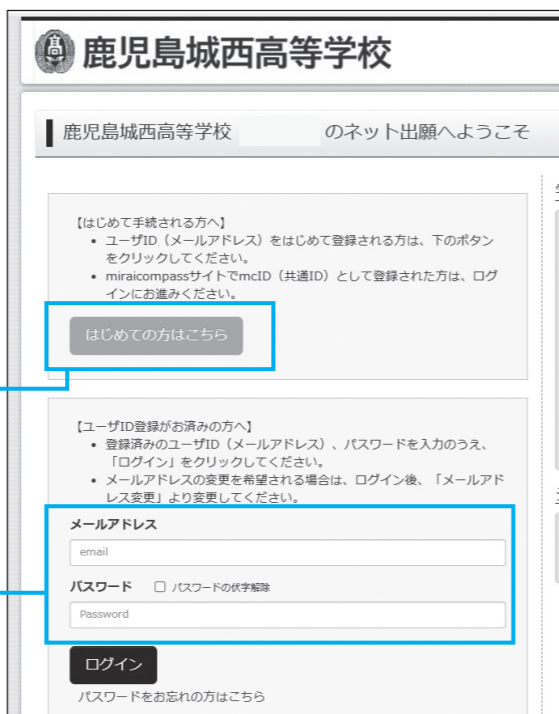 鹿児島城西高等学校
鹿児島城西高等学校 のネット出願へようこそ
【はじめて手続される方へ】
• ユーザID（メールアドレス）をはじめて登録される方は、下のボタン
をクリックしてください。
• miraicompassサイトでmcID（共通ID）として登録された方は、ログ
インにお進みください。
はじめての方はこちら
【ユーザID登録がお済みの方へ】
• 登録済みのユーザID（メールアドレス）、パスワードを入力のうえ、
「ログイン」をクリックしてください。
• メールアドレスの変更を希望される場合は、ログイン後、「メールアド
レス変更」より変更してください。
メールアドレス
email
パスワード □ パスワードの伏字解除
Password
ログイン
パスワードをお忘れの方はこちら